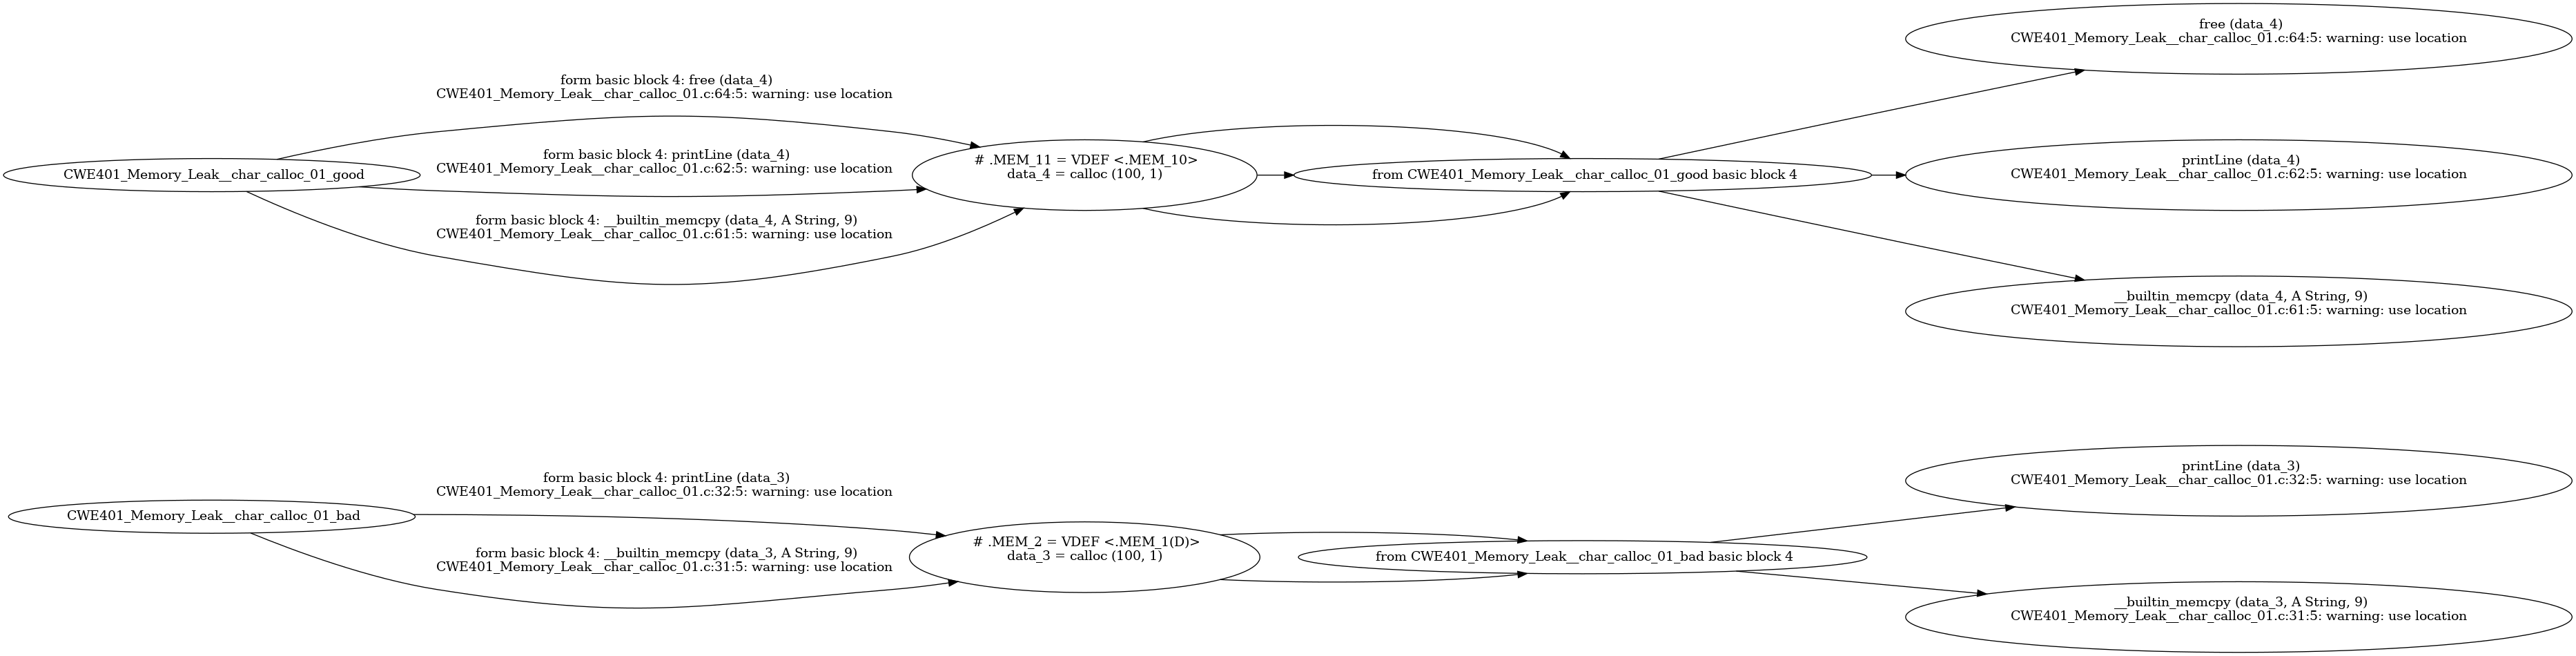 free (data_4)
CWE401_Memory_Leak__char_calloc_01.c:64:5: warning: use location
form basic block 4: free (data_4)
CWE401_Memory_Leak__char_calloc_01.c:64:5: warning: use location
form basic block 4: printLine (data_4)
CWE401_Memory_Leak__char_calloc_01.c:62:5: warning: use location
CWE401_Memory_Leak__char_calloc_01_good
# .MEM_11 = VDEF <.MEM_10>
data_4 = calloc (100, 1)
from CWE401_Memory_Leak__char_calloc_01_good basic block 4
printLine (data_4)
CWE401_Memory_Leak__char_calloc_01.c:62:5: warning: use location
form basic block 4: __builtin_memcpy (data_4, A String, 9)
CWE401_Memory_Leak__char_calloc_01.c:61:5: warning: use location
__builtin_memcpy (data_4, A String, 9)
CWE401_Memory_Leak__char_calloc_01.c:61:5: warning: use location
printLine (data_3)
CWE401_Memory_Leak__char_calloc_01.c:32:5: warning: use location
form basic block 4: printLine (data_3)
CWE401_Memory_Leak__char_calloc_01.c:32:5: warning: use location
CWE401_Memory_Leak__char_calloc_01_bad
# .MEM_2 = VDEF <.MEM_1(D)>
data_3 = calloc (100, 1)
from CWE401_Memory_Leak__char_calloc_01_bad basic block 4
form basic block 4: __builtin_memcpy (data_3, A String, 9)
CWE401_Memory_Leak__char_calloc_01.c:31:5: warning: use location
__builtin_memcpy (data_3, A String, 9)
CWE401_Memory_Leak__char_calloc_01.c:31:5: warning: use location